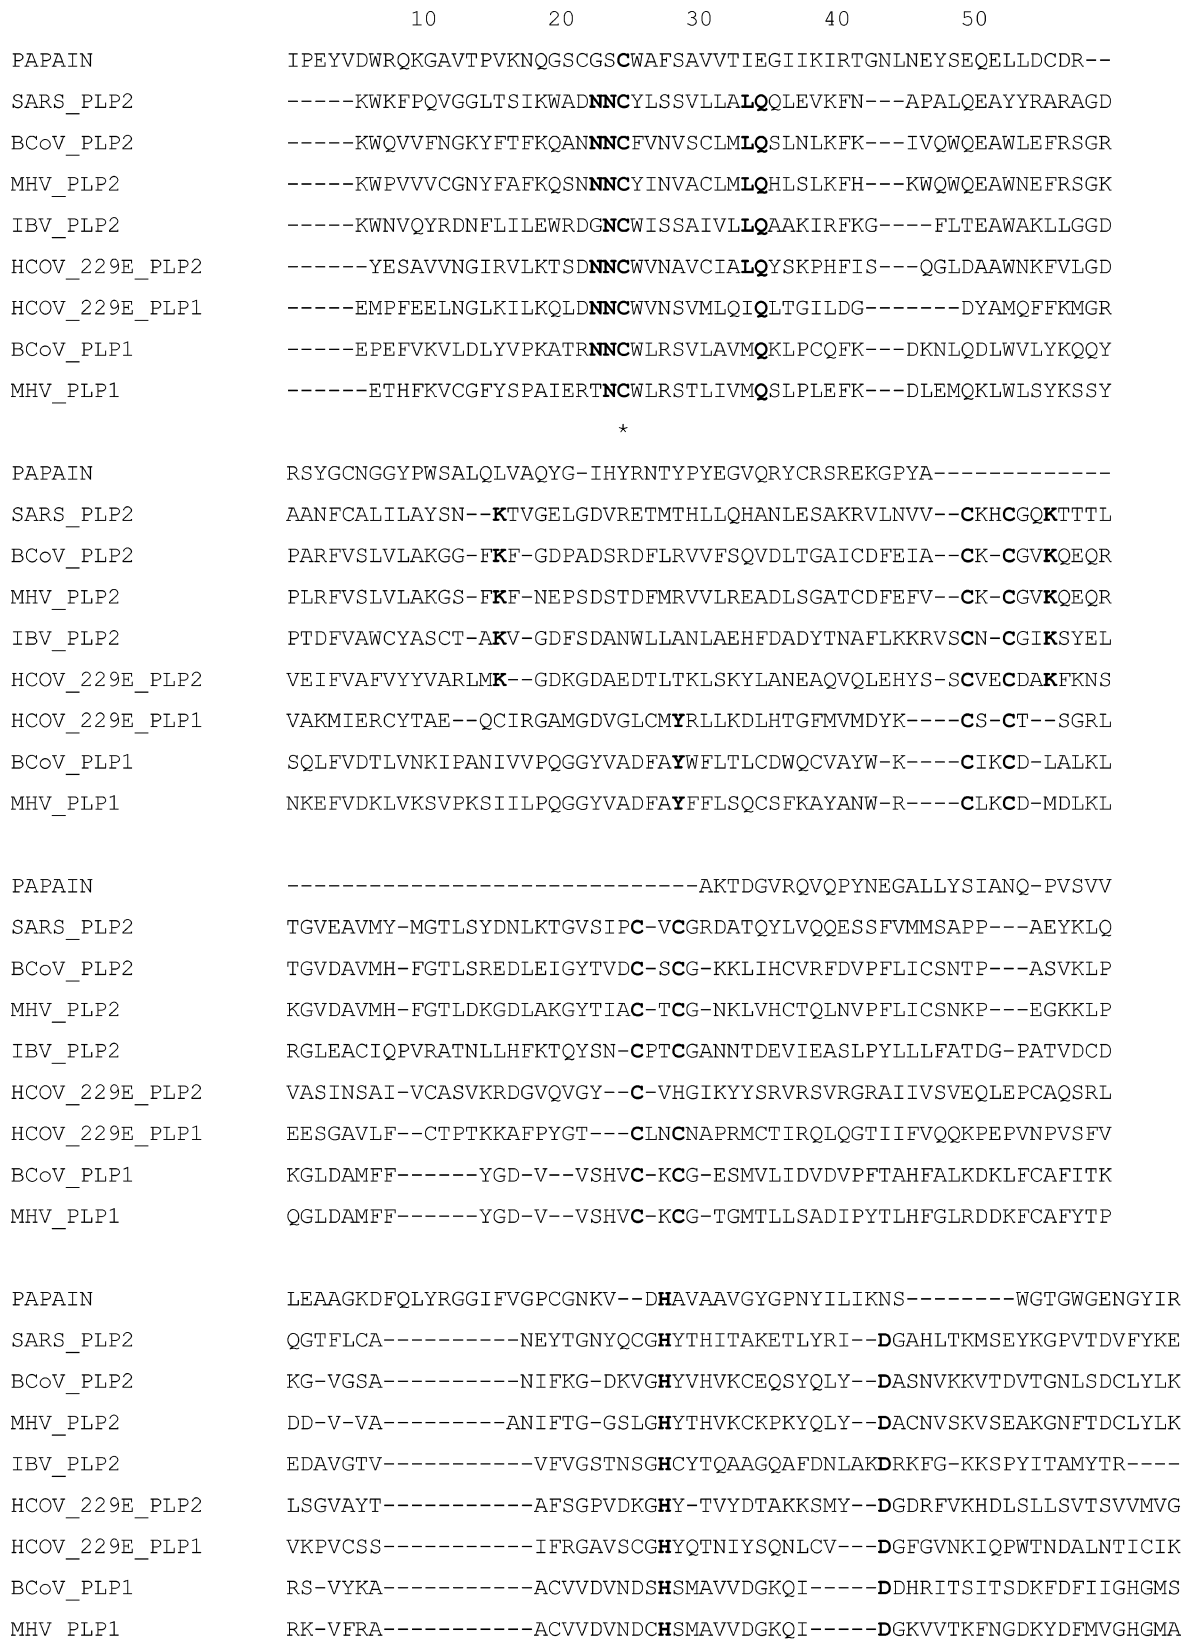 10 20 30 40 50
PAPAIN IPEYVDWRQKGAVTPVKNQGSCGSCWAFSAVVTIEGIIKIRTGNLNEYSEQELLDCDR--
SARS_PLP2 -----KWKFPQVGGLTSIKWADNNCYLSSVLLALQQLEVKFN---APALQEAYYRARAGD
BCoV_PLP2 -----KWQVVFNGKYFTFKQANNNCFVNVSCLMLQSLNLKFK---IVQWQEAWLEFRSGR
MHV_PLP2 -----KWPVVVCGNYFAFKQSNNNCYINVACLMLQHLSLKFH---KWQWQEAWNEFRSGK
IBV_PLP2 -----KWNVQYRDNFLILEWRDGNCWISSAIVLLQAAKIRFKG----FLTEAWAKLLGGD
HCOV_229E_PLP2 ------YESAVVNGIRVLKTSDNNCWVNAVCIALQYSKPHFIS---QGLDAAWNKFVLGD
HCOV_229E_PLP1 -----EMPFEELNGLKILKQLDNNCWVNSVMLQIQLTGILDG-------DYAMQFFKMGR
BCoV_PLP1 -----EPEFVKVLDLYVPKATRNNCWLRSVLAVMQKLPCQFK---DKNLQDLWVLYKQQY
MHV_PLP1 ------ETHFKVCGFYSPAIERTNCWLRSTLIVMQSLPLEFK---DLEMQKLWLSYKSSY
*
PAPAIN RSYGCNGGYPWSALQLVAQYG-IHYRNTYPYEGVQRYCRSREKGPYA-------------
SARS_PLP2 AANFCALILAYSN--KTVGELGDVRETMTHLLQHANLESAKRVLNVV--CKHCGQKTTTL
BCoV_PLP2 PARFVSLVLAKGG-FKF-GDPADSRDFLRVVFSQVDLTGAICDFEIA--CK-CGVKQEQR
MHV_PLP2 PLRFVSLVLAKGS-FKF-NEPSDSTDFMRVVLREADLSGATCDFEFV--CK-CGVKQEQR
IBV_PLP2 PTDFVAWCYASCT-AKV-GDFSDANWLLANLAEHFDADYTNAFLKKRVSCN-CGIKSYEL
HCOV_229E_PLP2 VEIFVAFVYYVARLMK--GDKGDAEDTLTKLSKYLANEAQVQLEHYS-SCVECDAKFKNS
HCOV_229E_PLP1 VAKMIERCYTAE--QCIRGAMGDVGLCMYRLLKDLHTGFMVMDYK----CS-CT--SGRL
BCoV_PLP1 SQLFVDTLVNKIPANIVVPQGGYVADFAYWFLTLCDWQCVAYW-K----CIKCD-LALKL
MHV_PLP1 NKEFVDKLVKSVPKSIILPQGGYVADFAYFFLSQCSFKAYANW-R----CLKCD-MDLKL
PAPAIN ------------------------------AKTDGVRQVQPYNEGALLYSIANQ-PVSVV
SARS_PLP2 TGVEAVMY-MGTLSYDNLKTGVSIPC-VCGRDATQYLVQQESSFVMMSAPP---AEYKLQ
BCoV_PLP2 TGVDAVMH-FGTLSREDLEIGYTVDC-SCG-KKLIHCVRFDVPFLICSNTP---ASVKLP
MHV_PLP2 KGVDAVMH-FGTLDKGDLAKGYTIAC-TCG-NKLVHCTQLNVPFLICSNKP---EGKKLP
IBV_PLP2 RGLEACIQPVRATNLLHFKTQYSN-CPTCGANNTDEVIEASLPYLLLFATDG-PATVDCD
HCOV_229E_PLP2 VASINSAI-VCASVKRDGVQVGY--C-VHGIKYYSRVRSVRGRAIIVSVEQLEPCAQSRL
HCOV_229E_PLP1 EESGAVLF--CTPTKKAFPYGT---CLNCNAPRMCTIRQLQGTIIFVQQKPEPVNPVSFV
BCoV_PLP1 KGLDAMFF------YGD-V--VSHVC-KCG-ESMVLIDVDVPFTAHFALKDKLFCAFITK
MHV_PLP1 QGLDAMFF------YGD-V--VSHVC-KCG-TGMTLLSADIPYTLHFGLRDDKFCAFYTP
PAPAIN LEAAGKDFQLYRGGIFVGPCGNKV--DHAVAAVGYGPNYILIKNS--------WGTGWGENGYIR
SARS_PLP2 QGTFLCA----------NEYTGNYQCGHYTHITAKETLYRI--DGAHLTKMSEYKGPVTDVFYKE
BCoV_PLP2 KG-VGSA----------NIFKG-DKVGHYVHVKCEQSYQLY--DASNVKKVTDVTGNLSDCLYLK
MHV_PLP2 DD-V-VA---------ANIFTG-GSLGHYTHVKCKPKYQLY--DACNVSKVSEAKGNFTDCLYLK
IBV_PLP2 EDAVGTV-----------VFVGSTNSGHCYTQAAGQAFDNLAKDRKFG-KKSPYITAMYTR----
HCOV_229E_PLP2 LSGVAYT-----------AFSGPVDKGHY-TVYDTAKKSMY--DGDRFVKHDLSLLSVTSVVMVG
HCOV_229E_PLP1 VKPVCSS-----------IFRGAVSCGHYQTNIYSQNLCV---DGFGVNKIQPWTNDALNTICIK
BCoV_PLP1 RS-VYKA-----------ACVVDVNDSHSMAVVDGKQI-----DDHRITSITSDKFDFIIGHGMS
MHV_PLP1 RK-VFRA-----------ACVVDVNDCHSMAVVDGKQI-----DGKVVTKFNGDKYDFMVGHGMA